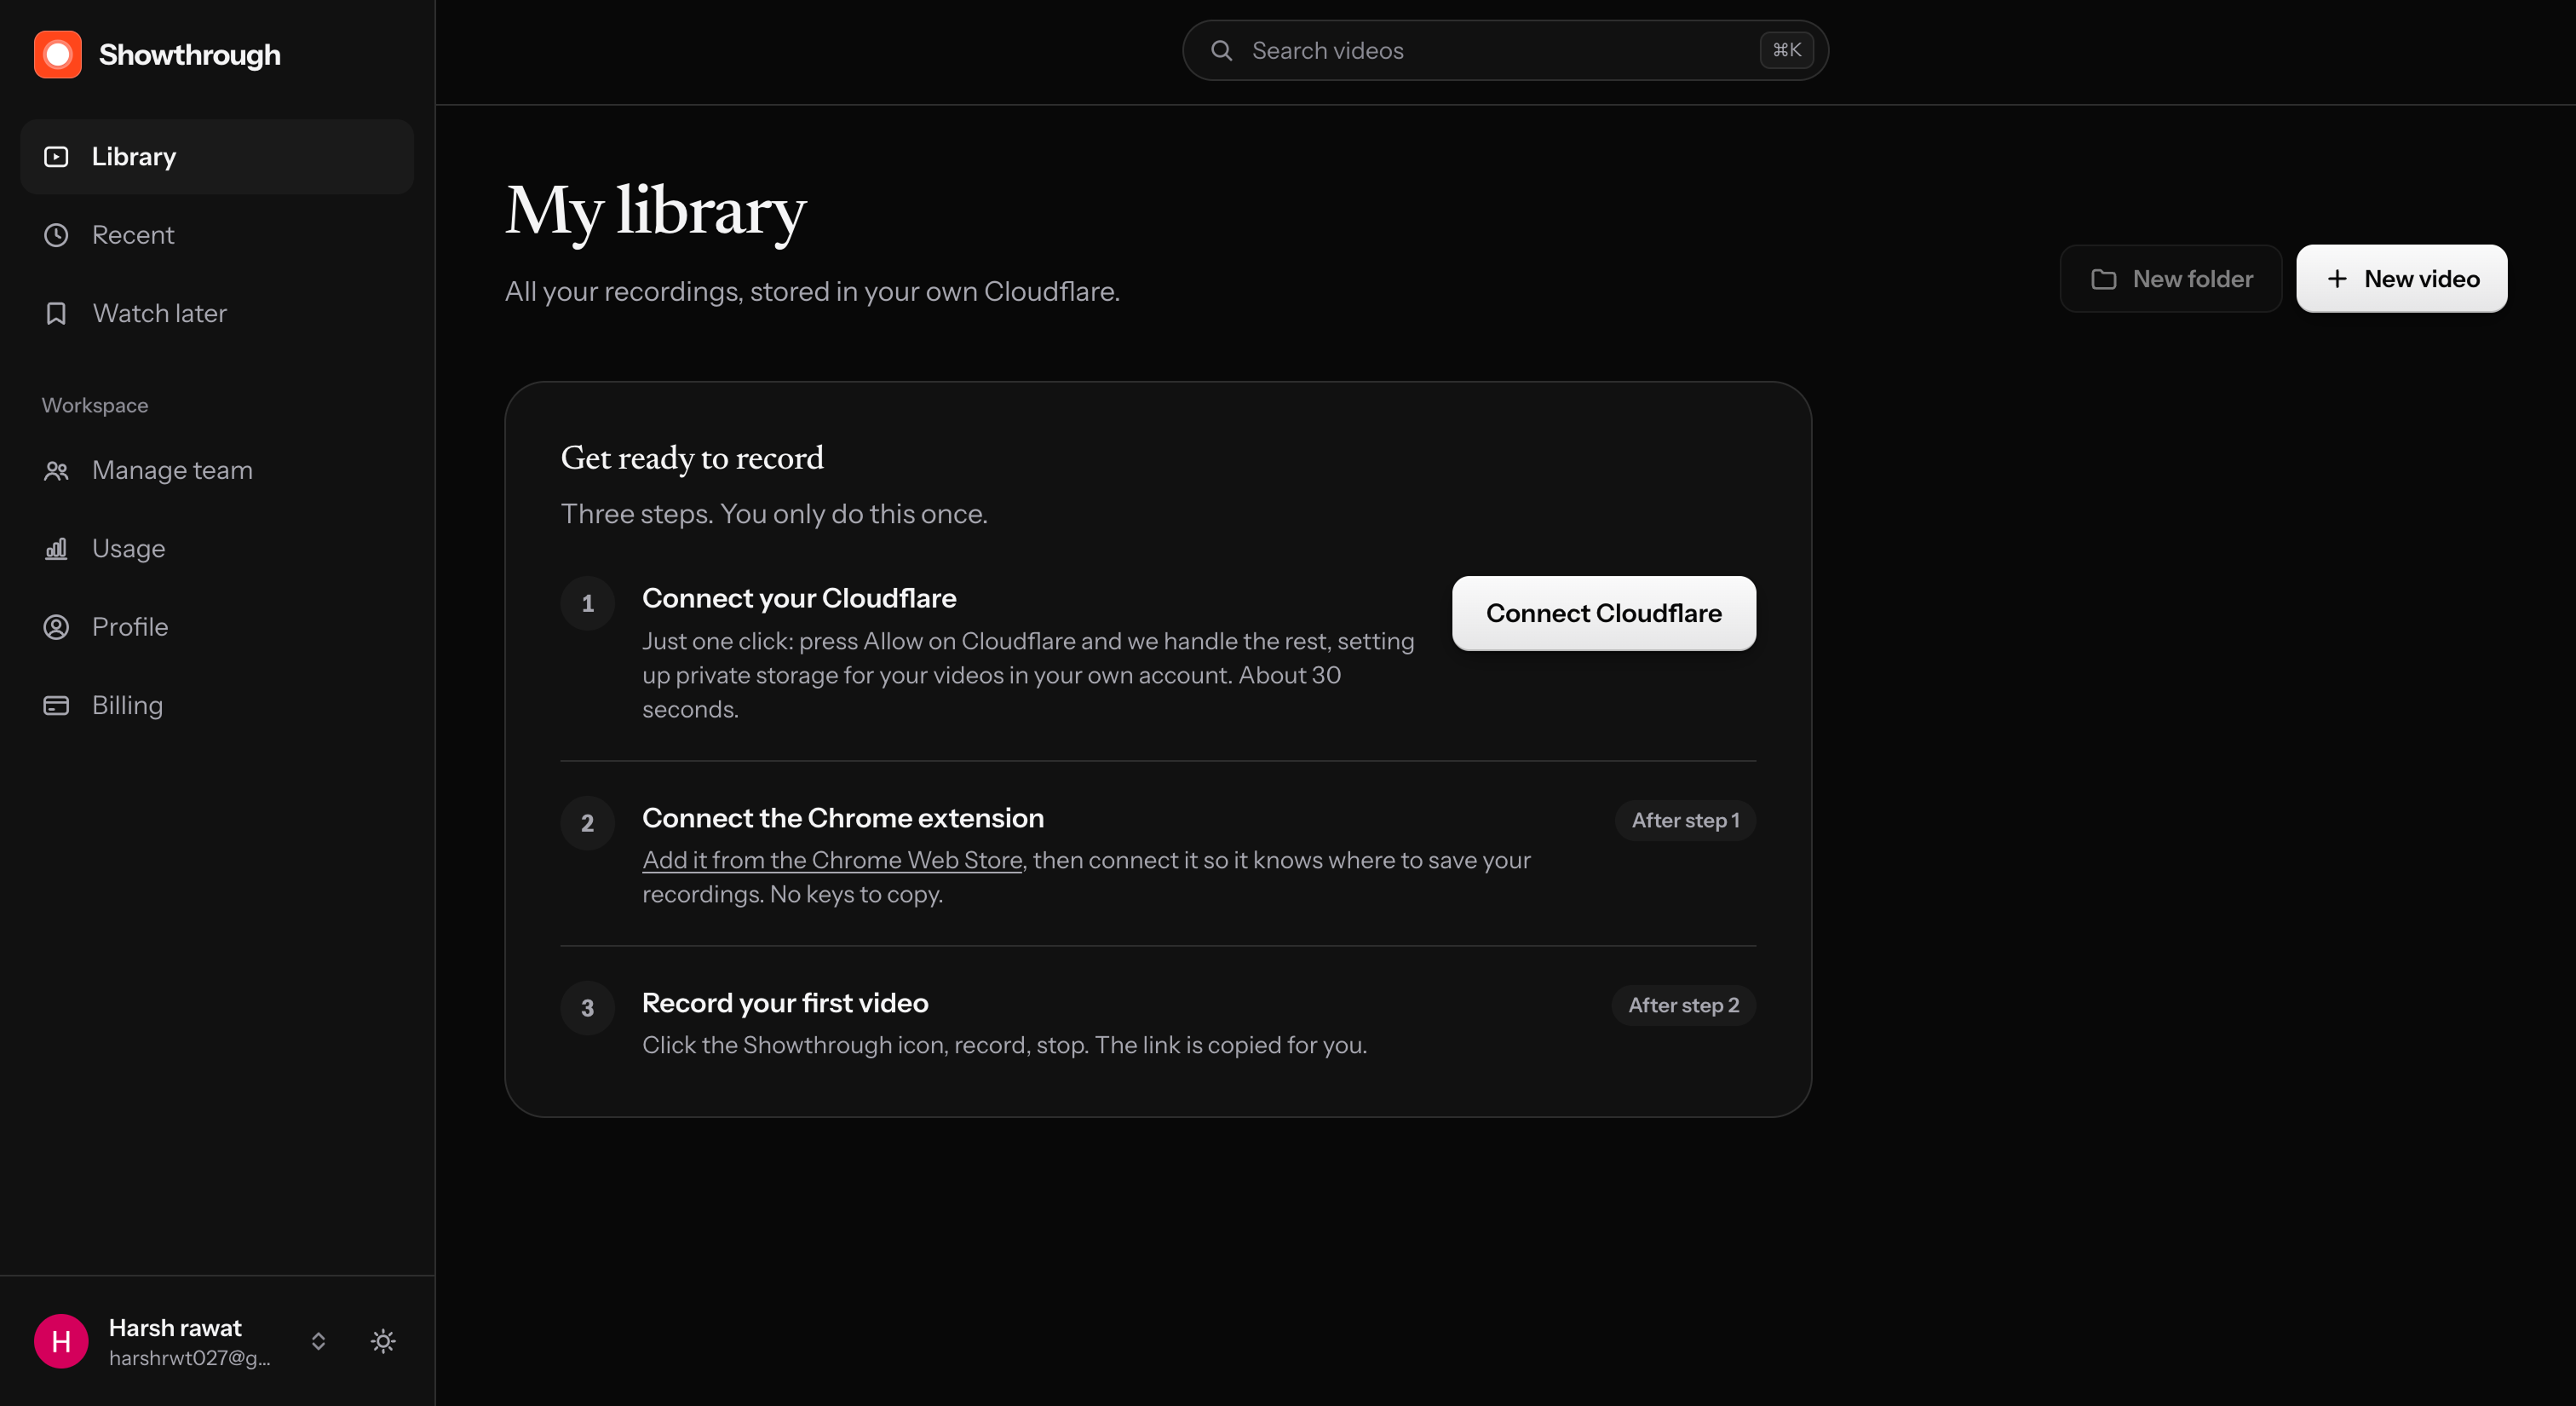 Showthrough
Search videos
⌘K
Library
Recent
Watch later
Workspace
Manage team
Usage
Profile
Billing
My library
All your recordings, stored in your own Cloudflare.
New folder
New video
Get ready to record
Three steps. You only do this once.
1
Connect your Cloudflare
Just one click: press Allow on Cloudflare and we handle the rest, setting
up private storage for your videos in your own account. About 30
seconds.
Connect Cloudflare
2
Connect the Chrome extension
Add it from the Chrome Web Store, then connect it so it knows where to save your
recordings. No keys to copy.
After step 1
3
Record your first video
Click the Showthrough icon, record, stop. The link is copied for you.
After step 2
H
Harsh rawat
harshrwt027@g...